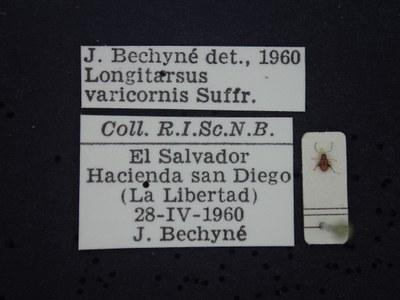 J. Bechyné det., 1960
Longitarsus
varicornis Suffr.
Coll. R.I.Sc.N.B.
El Salvador
Hacienda san Diego
(La Libertad)
28-IV-1960
J. Bechyné